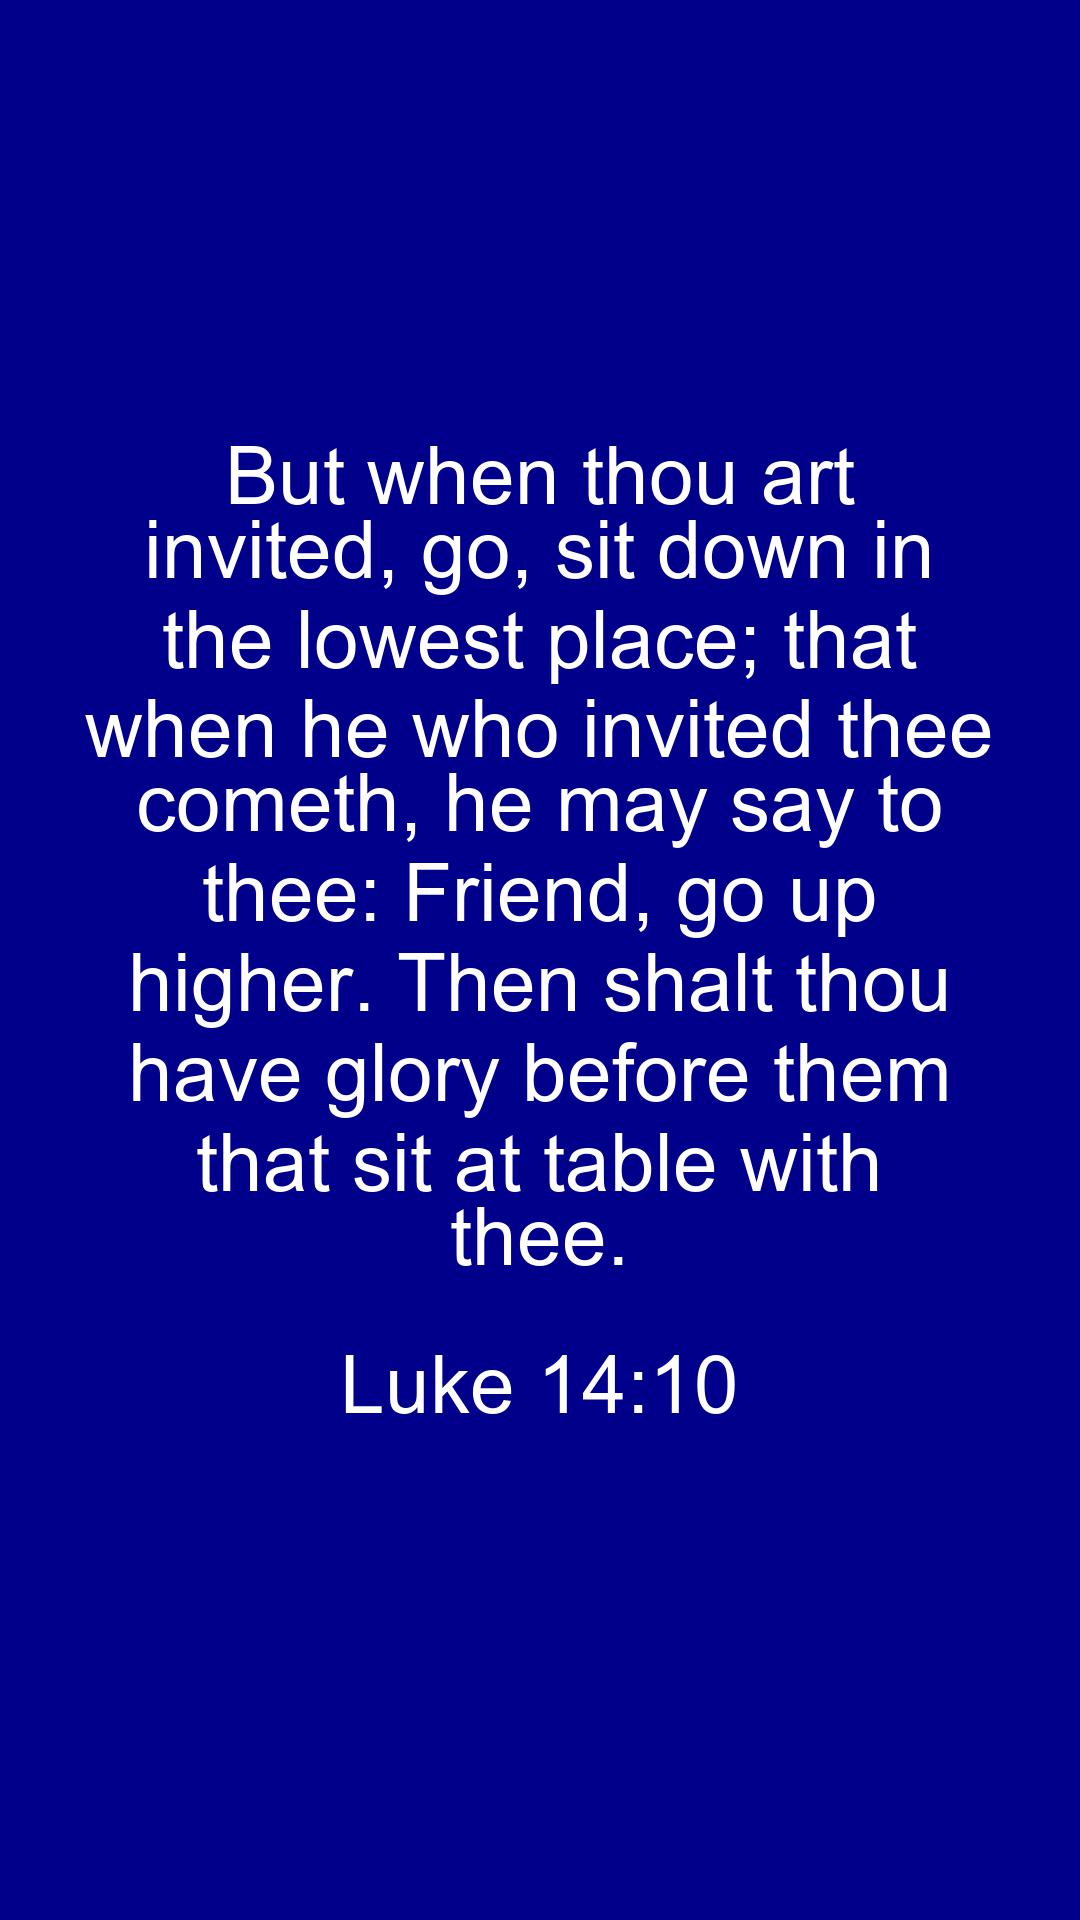 But when thou art
invited, go, sit down in
the lowest place; that
when he who invited thee
cometh, he may say to
thee: Friend, go up
higher. Then shalt thou
have glory before them
that sit at table with
thee.
Luke 14:10